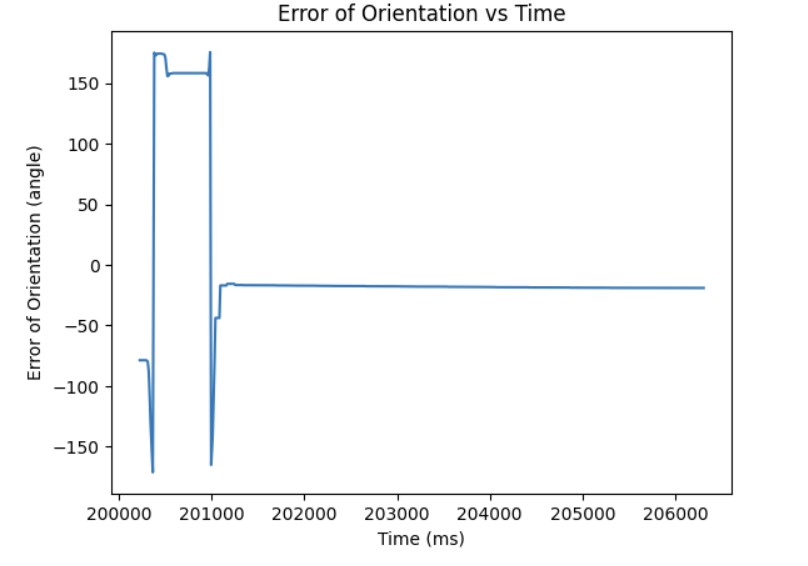 Error of Orientation vs Time
Error of Orientation (angle)
150
100
50
0
−50
−100
−150
200000 201000 202000 203000 204000 205000 206000
Time (ms)